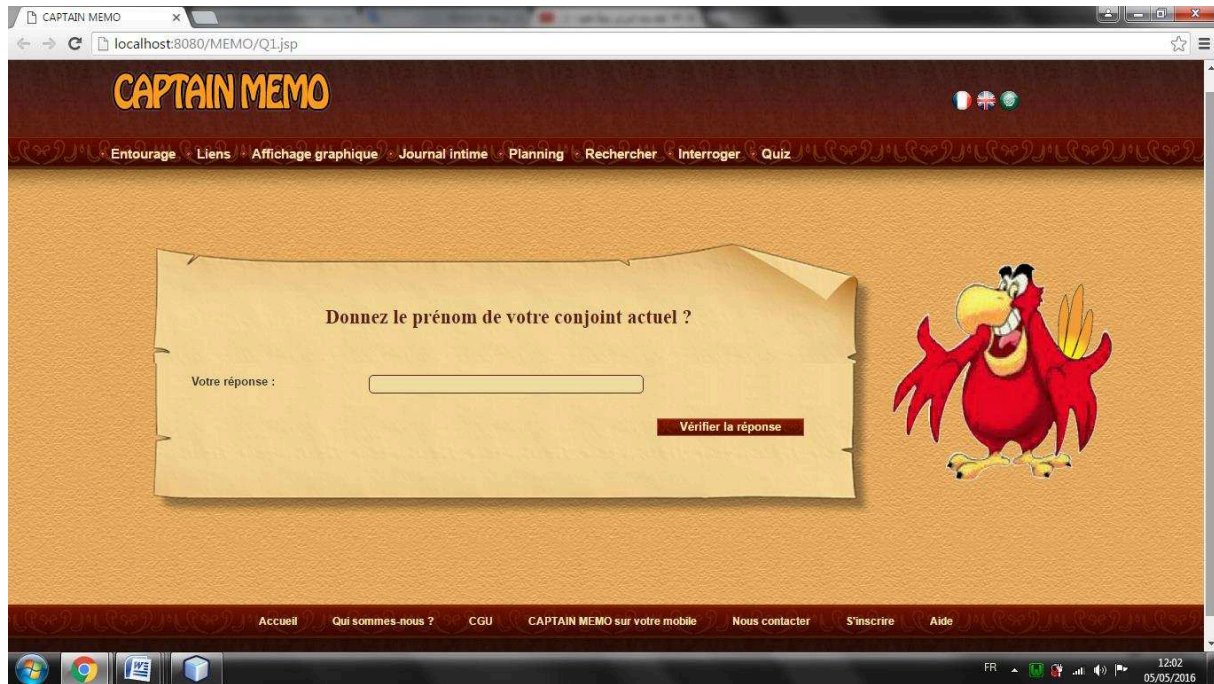 CAPTAIN MEMO
localhost:8080/MEMO/Q1.jsp
CAPTAIN MEMO
Entourage Liens Affichage graphique Journal intime Planning Rechercher Interroger Quiz
Donnez le prénom de votre conjoint actuel ?
Votre réponse :
Vérifier la réponse
Accueil Qui sommes-nous ? CGU CAPTAIN MEMO sur votre mobile Nous contacter S'inscrire Aide
FR 12:02
05/05/2016